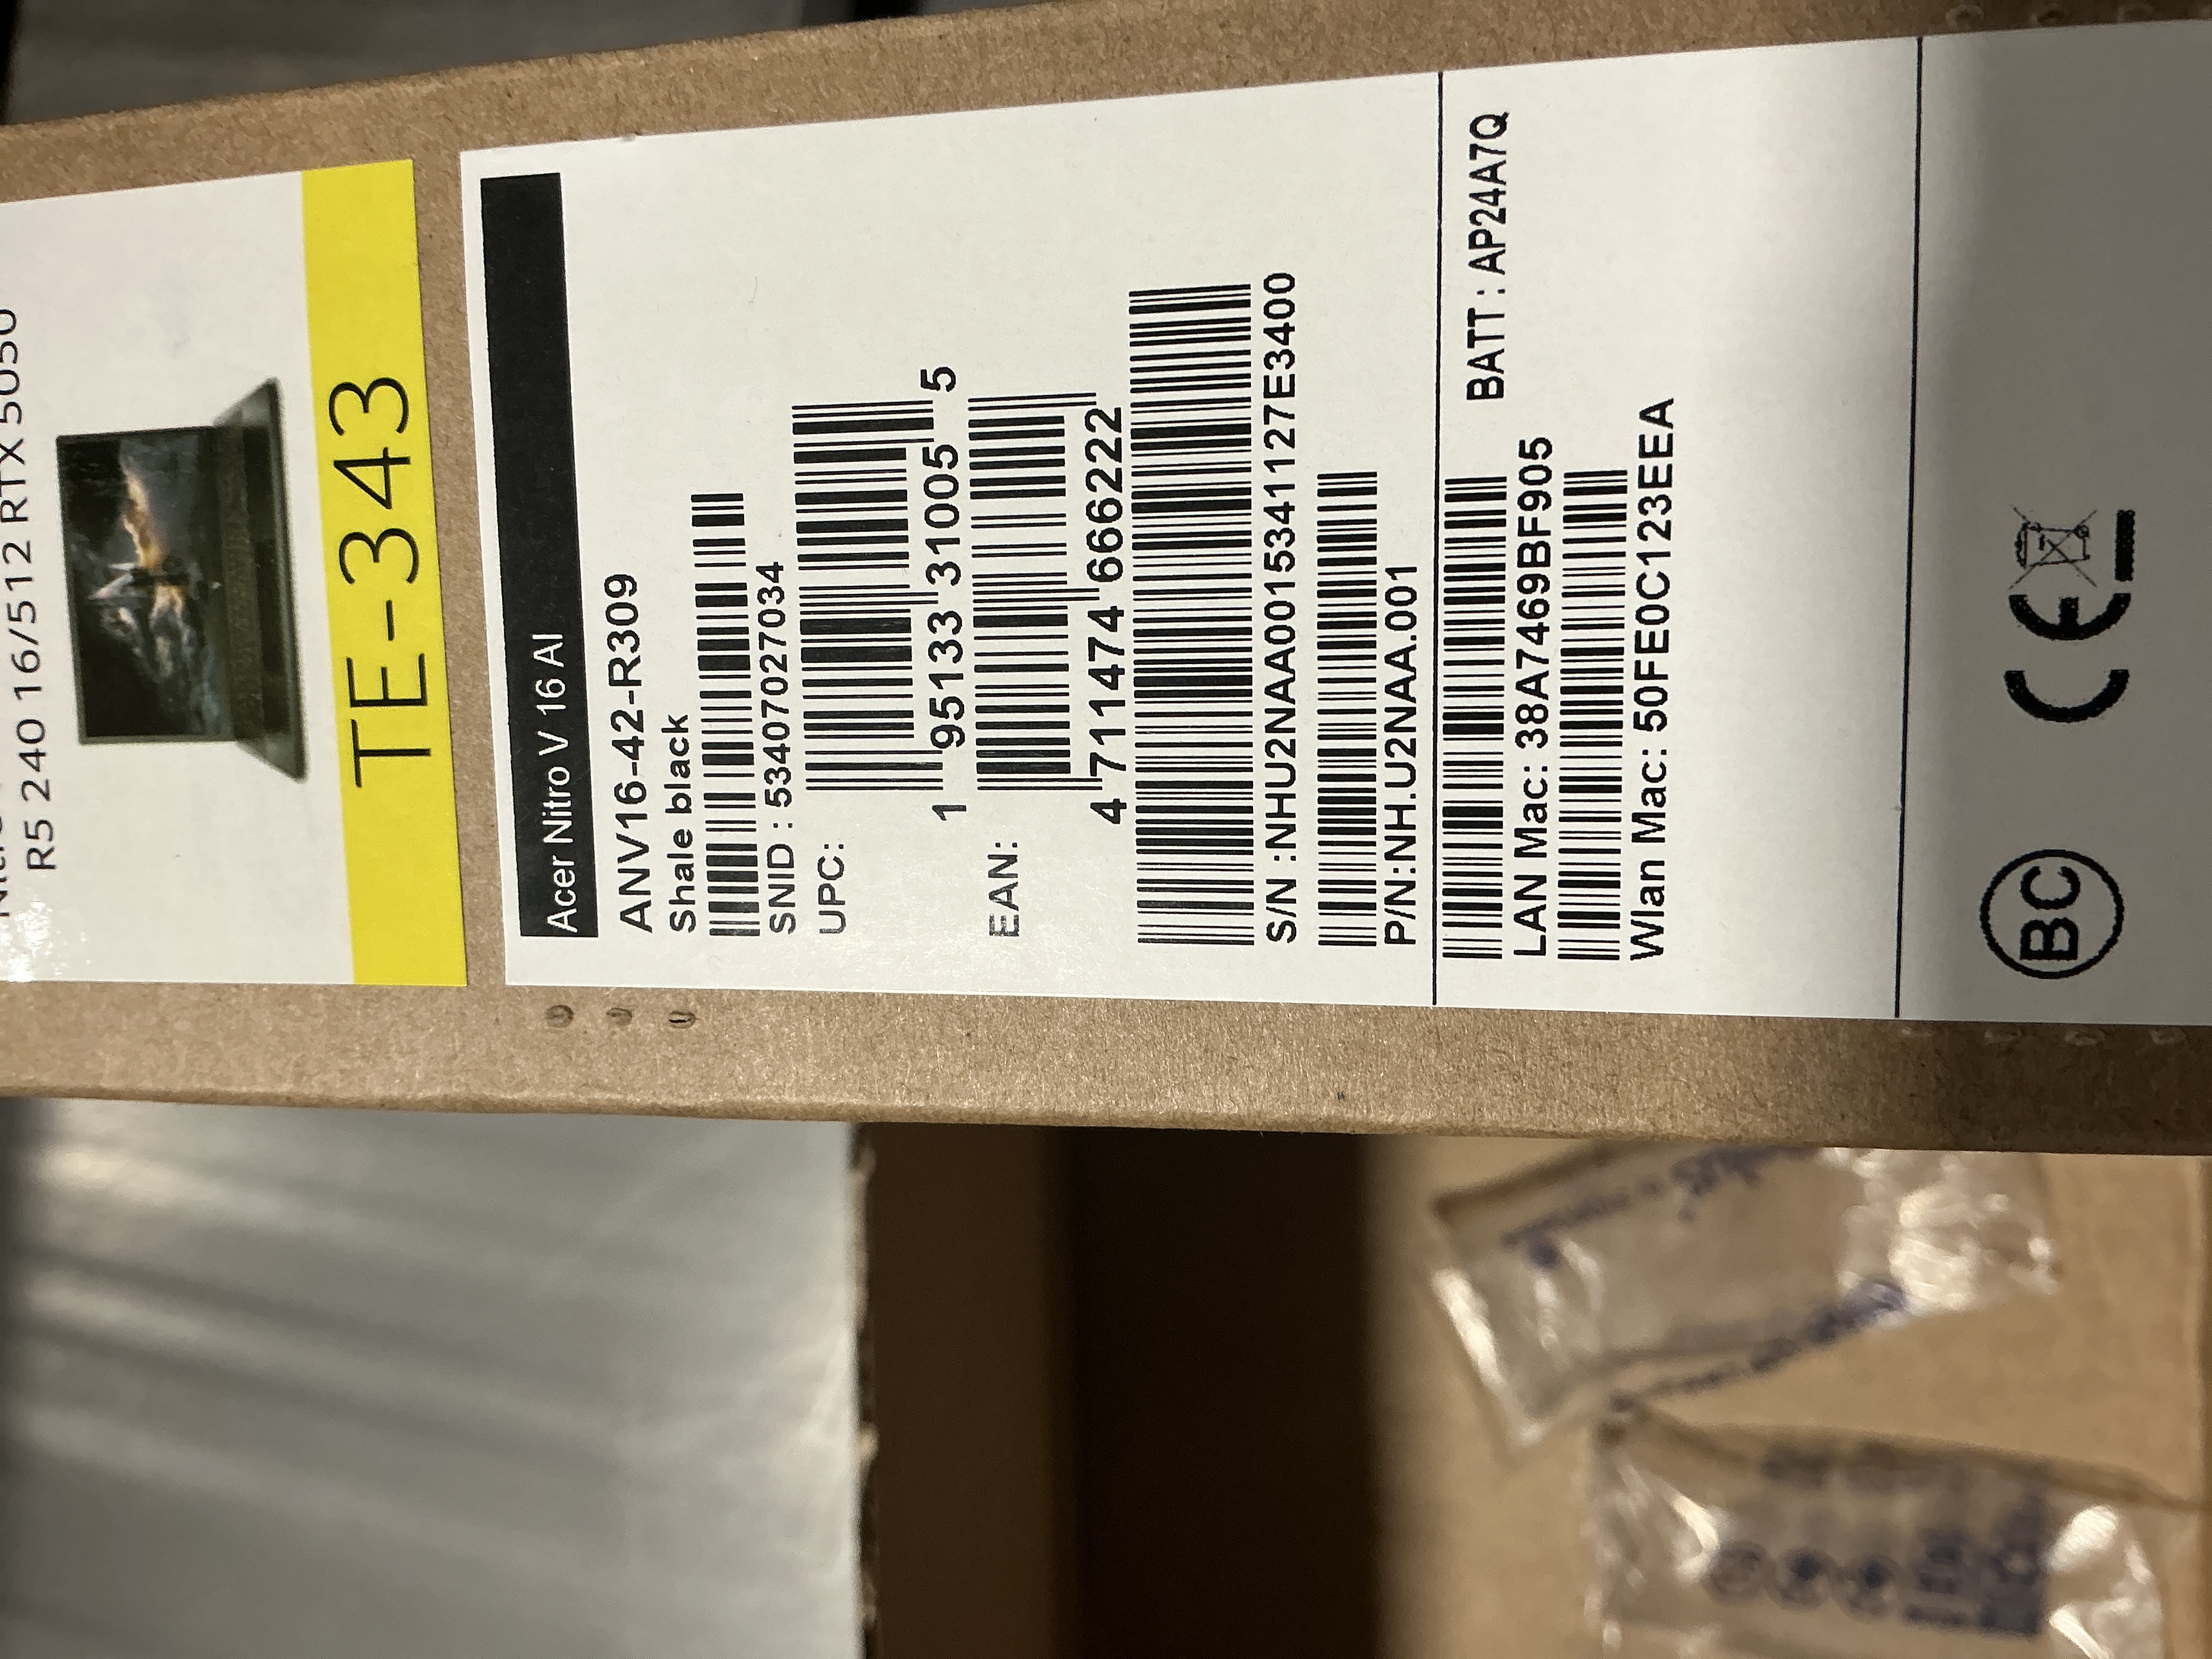 R5 240 16/512 RTX 5050
TE-343
Acer Nitro V 16 AI
ANV16-42-R309
Shale black
SNID : 53407027034
UPC:
1 95133 31005 5
EAN:
4 711474 666222
S/N :NHU2NAA0015341127E3400
P/N:NH.U2NAA.001
LAN Mac: 38A7469BF905
BATT : AP24A7Q
Wlan Mac: 50FE0C123EEA
BC CE